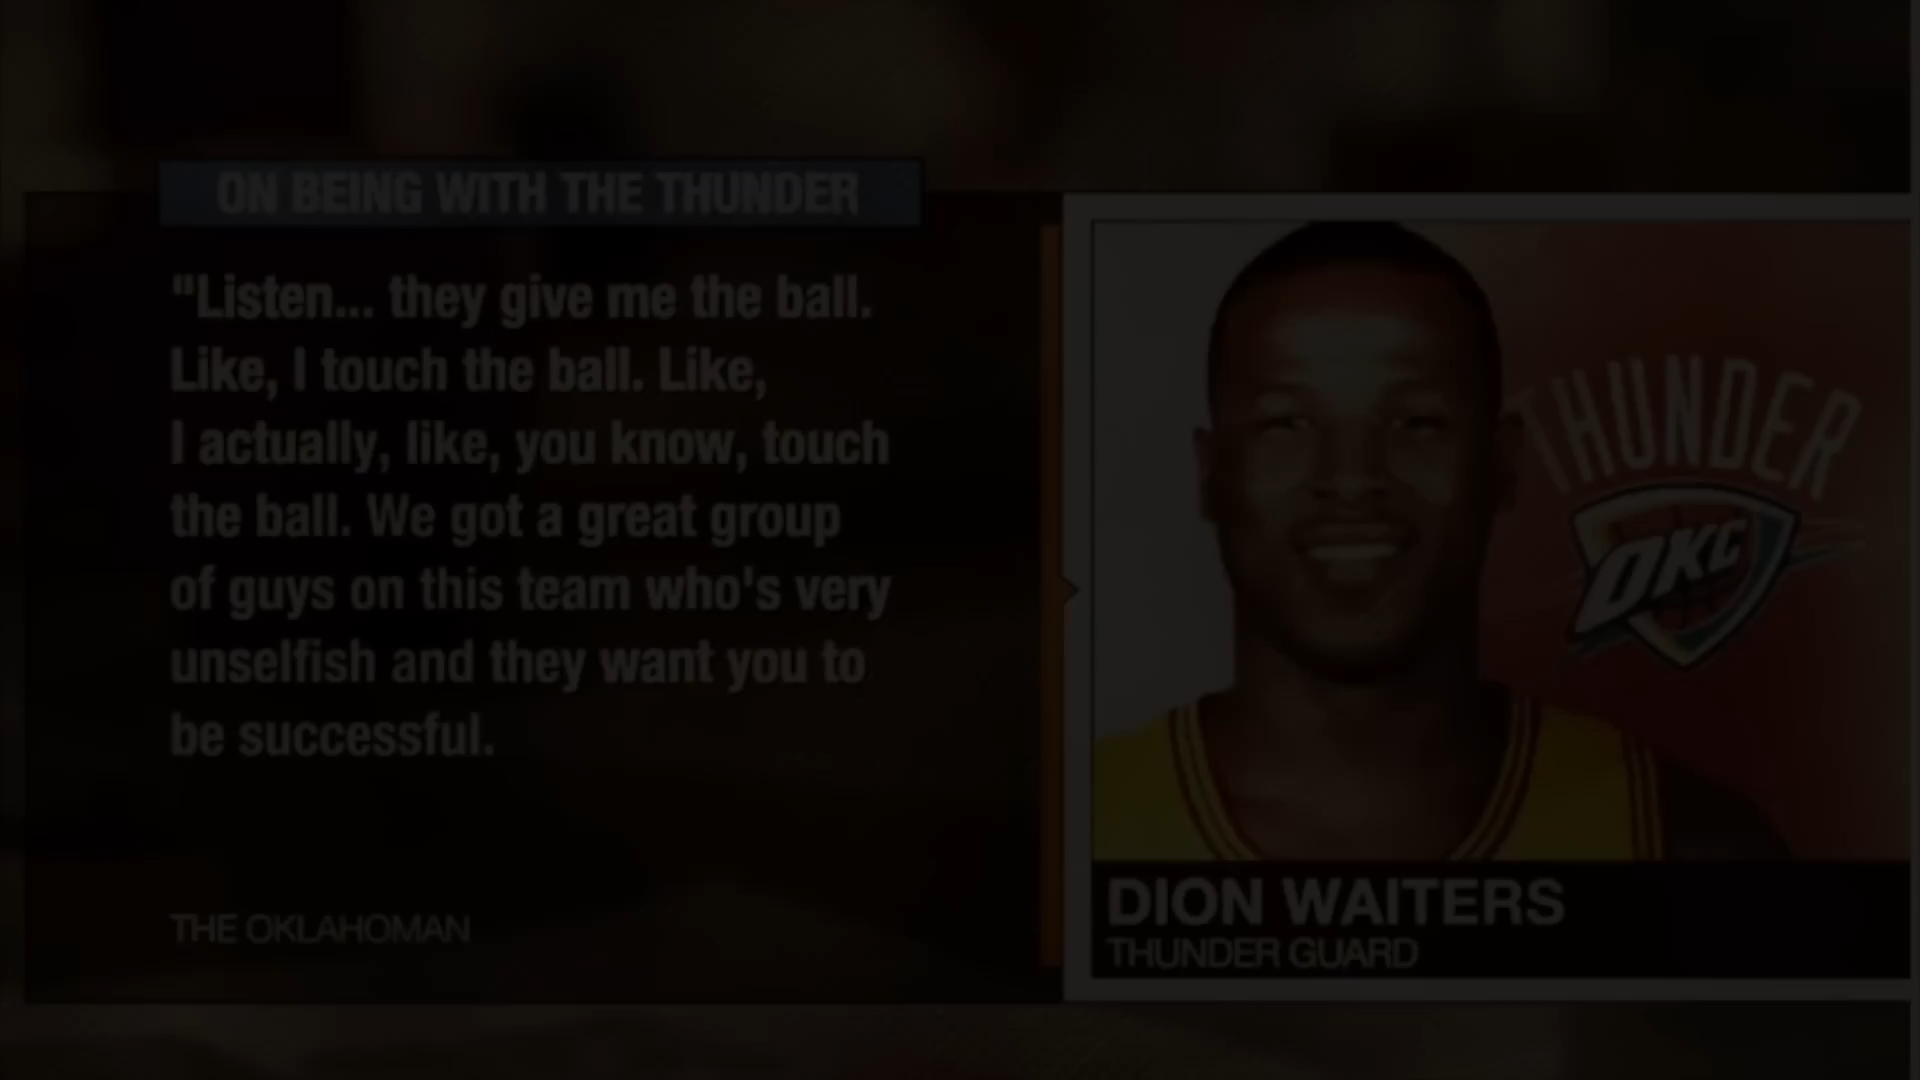 ON BEING WITH THE THUNDER
"Listen... they give me the ball.
Like, I touch the ball. Like,
I actually, like, you know, touch
the ball. We got a great group
of guys on this team who's very
unselfish and they want you to
be successful.
THE OKLAHOMAN
THUNDER
OKC
DION WAITERS
THUNDER GUARD